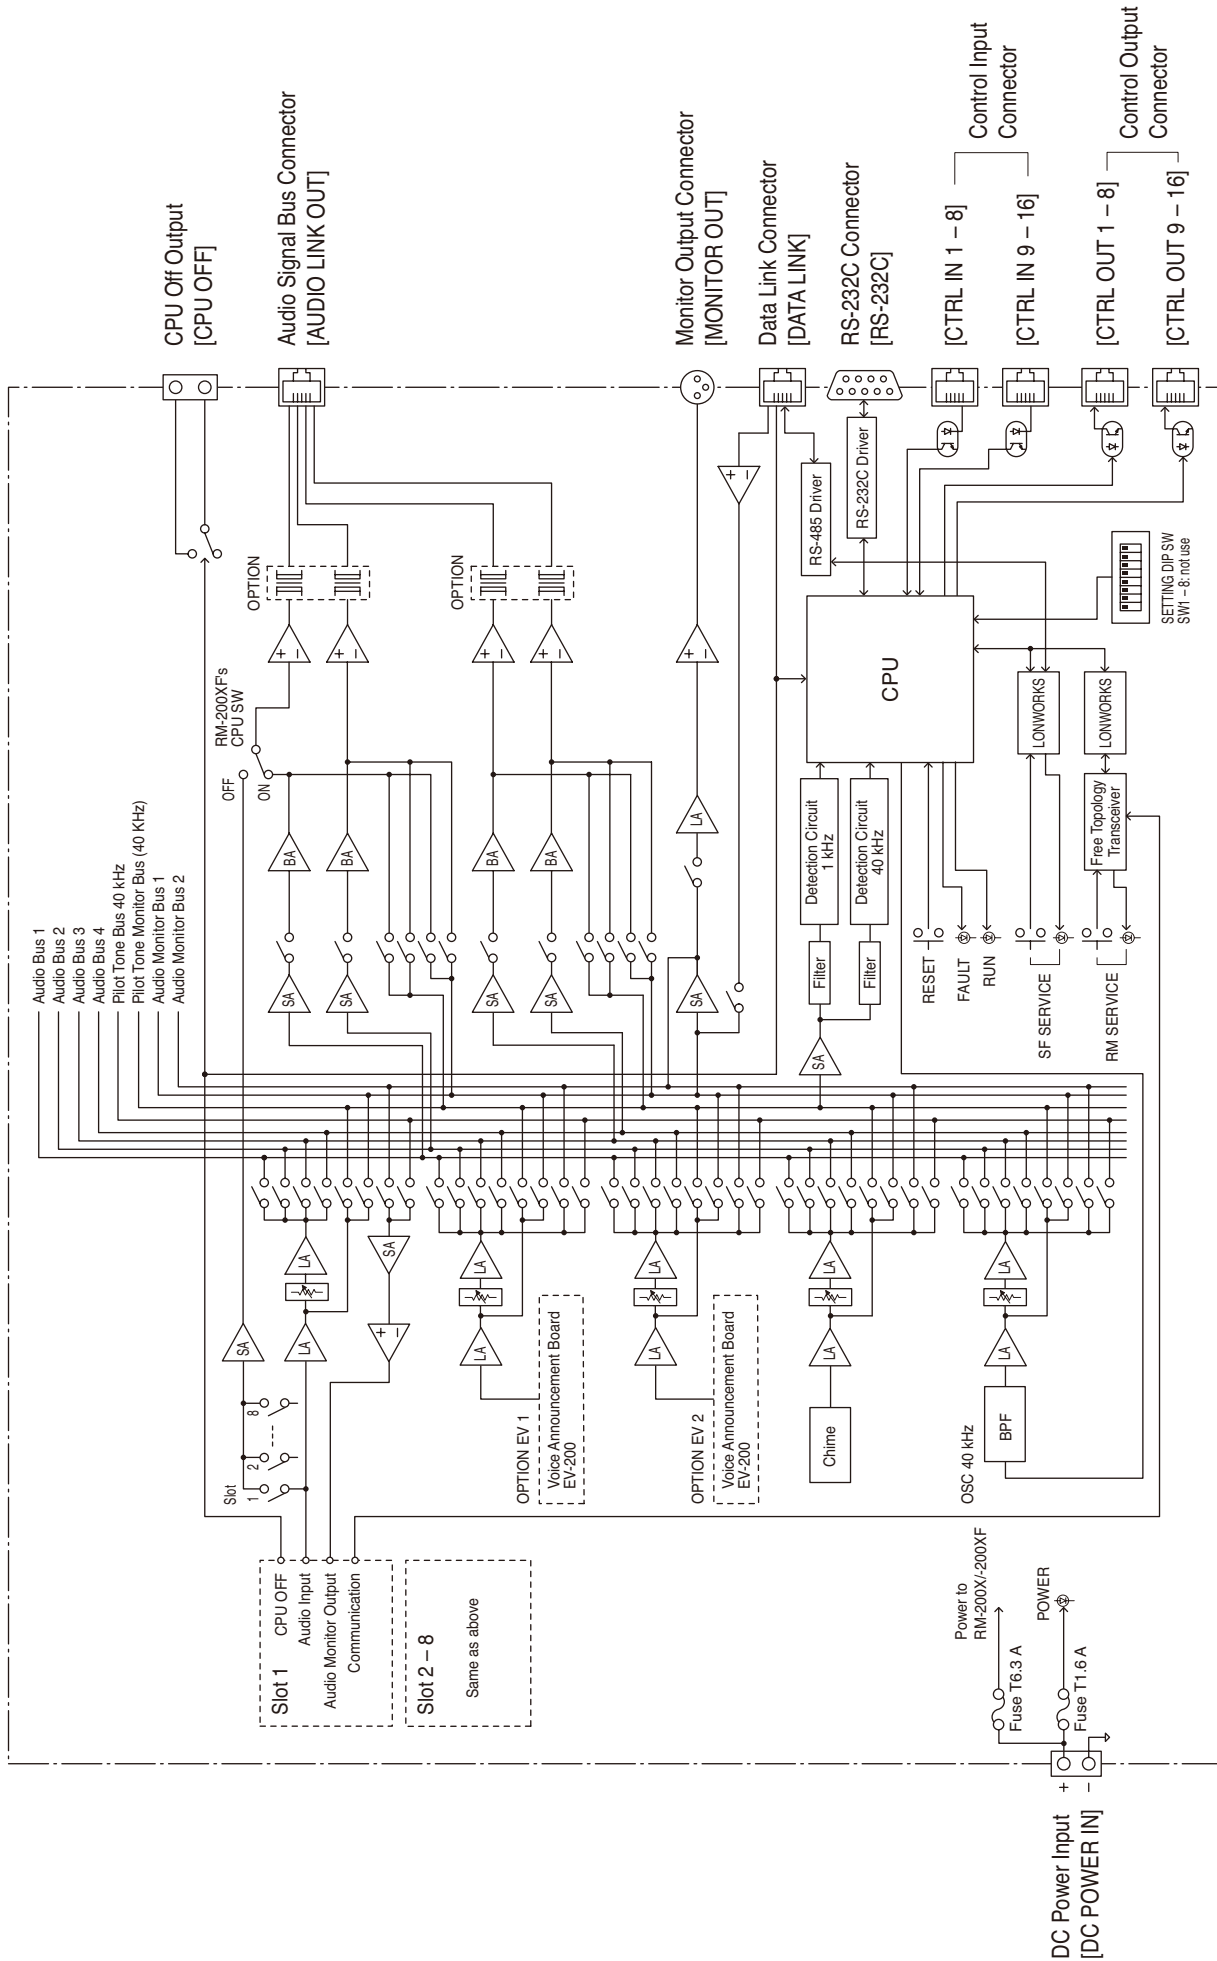 Audio Bus 1
Audio Bus 2
Audio Bus 3
Audio Bus 4
Pilot Tone Bus 40 kHz
Pilot Tone Monitor Bus (40 KHz)
Audio Monitor Bus 1
Audio Monitor Bus 2
CPU Off Output
[CPU OFF]
Audio Signal Bus Connector
[AUDIO LINK OUT]
Monitor Output Connector
[MONITOR OUT]
Data Link Connector
[DATA LINK]
RS-232C Connector
[RS-232C]
[CTRL IN 1 – 8]
[CTRL IN 9 – 16]
Control Input
Connector
[CTRL OUT 1 – 8]
[CTRL OUT 9 – 16]
Control Output
Connector
OPTION
OPTION
RM-200XF's
CPU SW
OFF
ON
SA
BA
SA
BA
SA
BA
SA
BA
SA
LA
SA
+
–
+
–
+
–
+
–
+
–
+
–
+
–
RS-485 Driver
RS-232C Driver
CPU
SETTING DIP SW
SW1 – 8: not use
LONWORKS
LONWORKS
Free Topology
Transceiver
Detection Circuit
1 kHz
Detection Circuit
40 kHz
Filter
Filter
RESET
FAULT
RUN
SF SERVICE
RM SERVICE
SA
LA
LA
SA
Slot
1
2
8
LA
LA
OPTION EV 1
Voice Announcement Board
EV-200
LA
LA
OPTION EV 2
Voice Announcement Board
EV-200
LA
LA
Chime
LA
LA
OSC 40 kHz
BPF
Slot 1
CPU OFF
Audio Input
Audio Monitor Output
Communication
Slot 2 – 8
Same as above
Power to
RM-200X/-200XF
POWER
Fuse T6.3 A
Fuse T1.6 A
+
–
DC Power Input
[DC POWER IN]